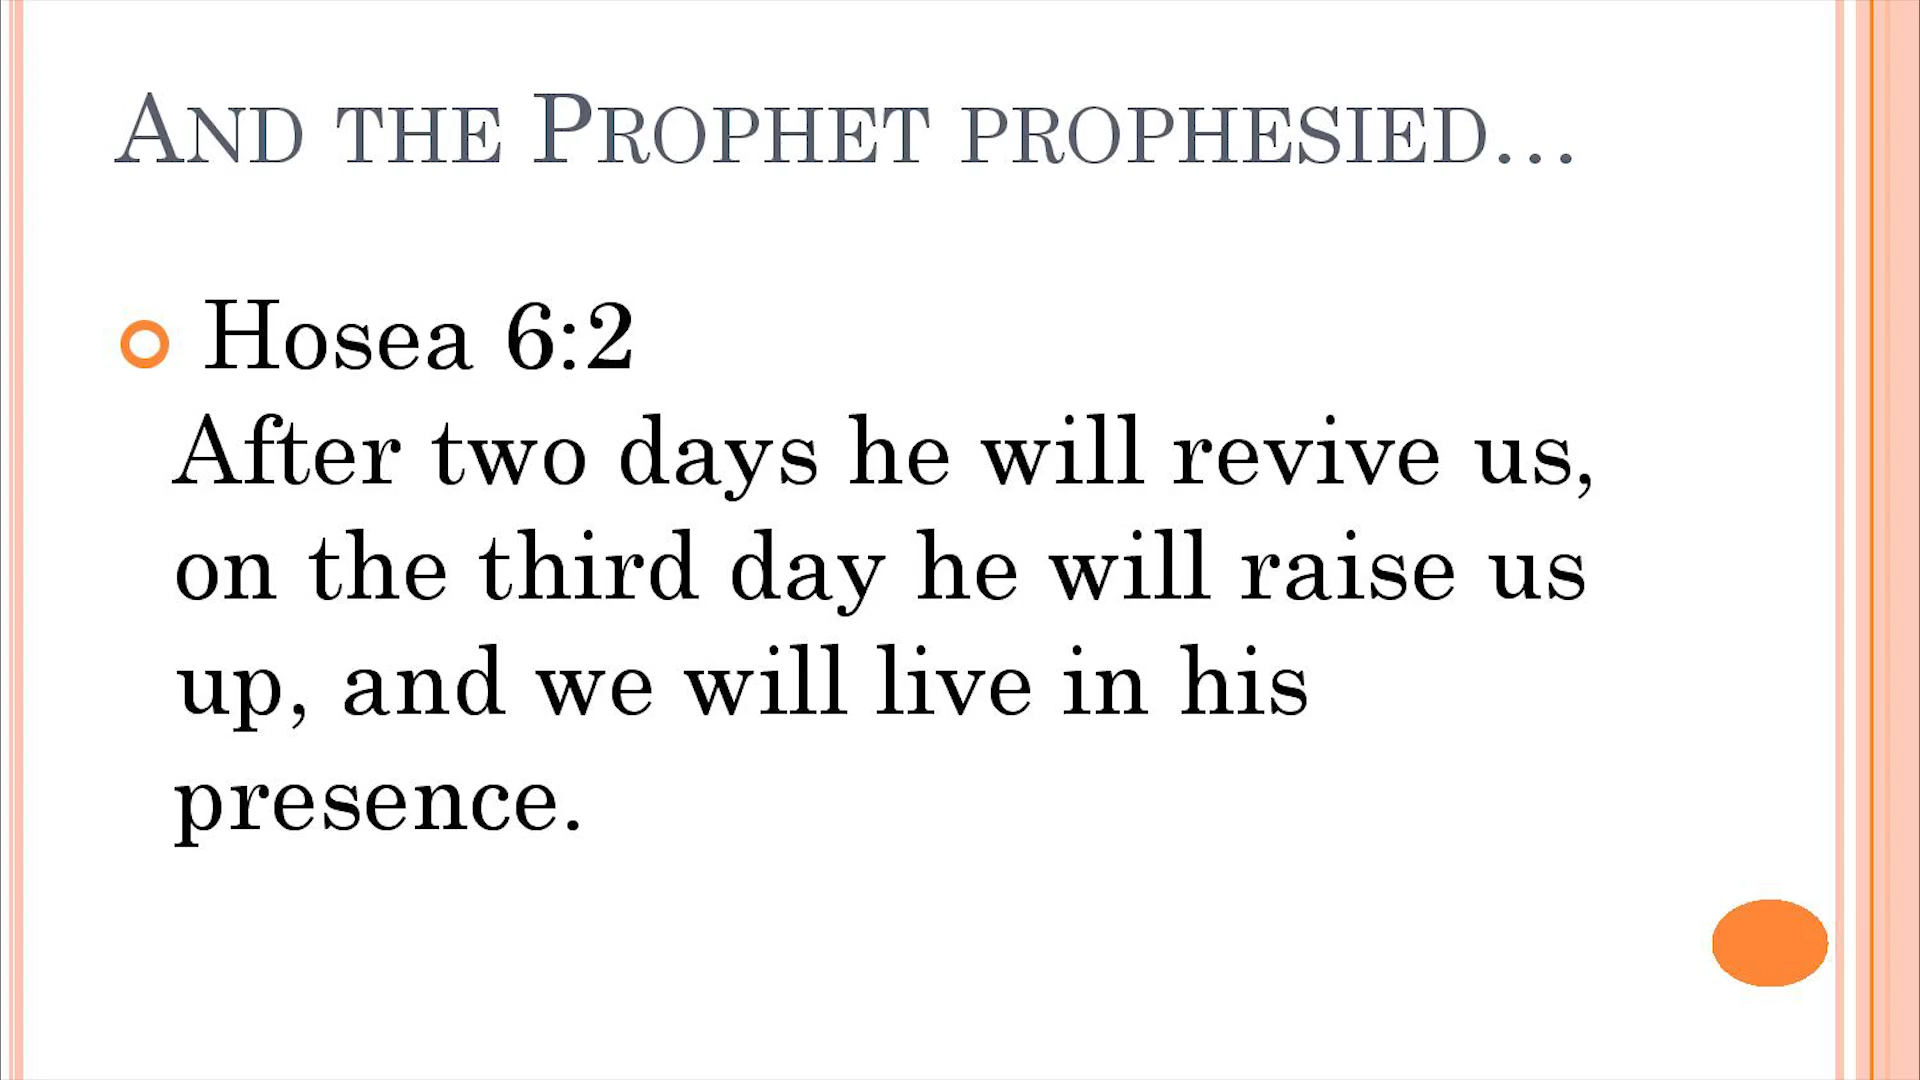 And the Prophet prophesied...
Hosea 6:2
After two days he will revive us,
on the third day he will raise us
up, and we will live in his
presence.